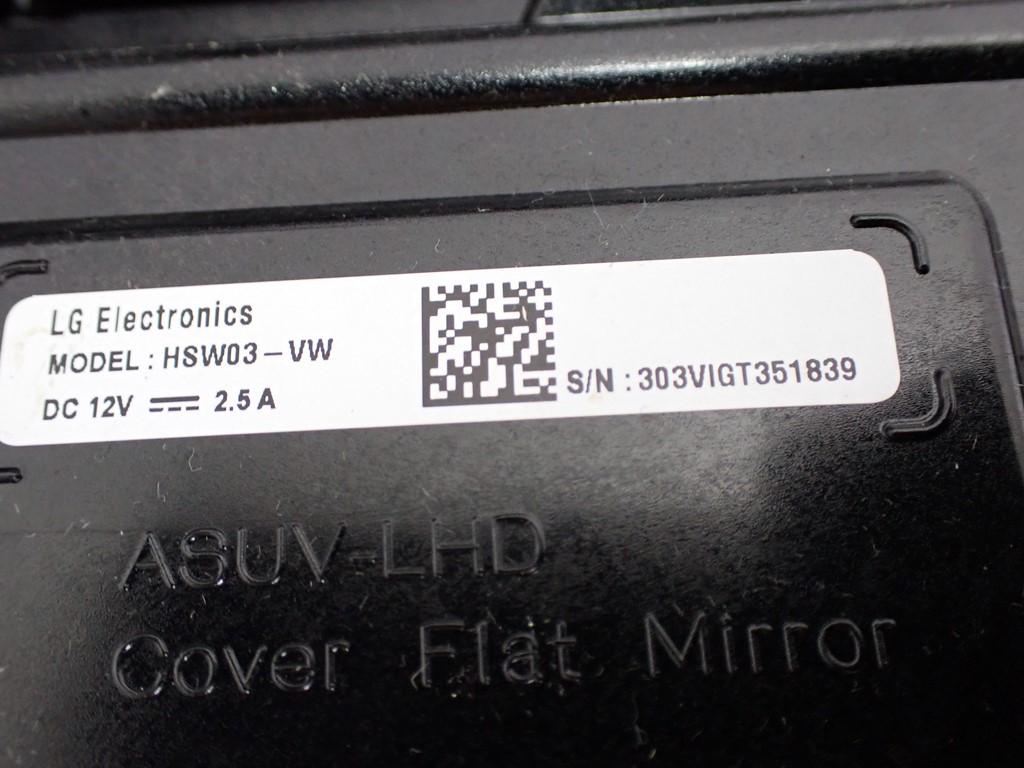 LG Electronics
MODEL : HSW03-VW
DC 12V ⎓ 2.5 A
S/N : 303VIGT351839
ASUV-LHD
Cover Flat Mirror